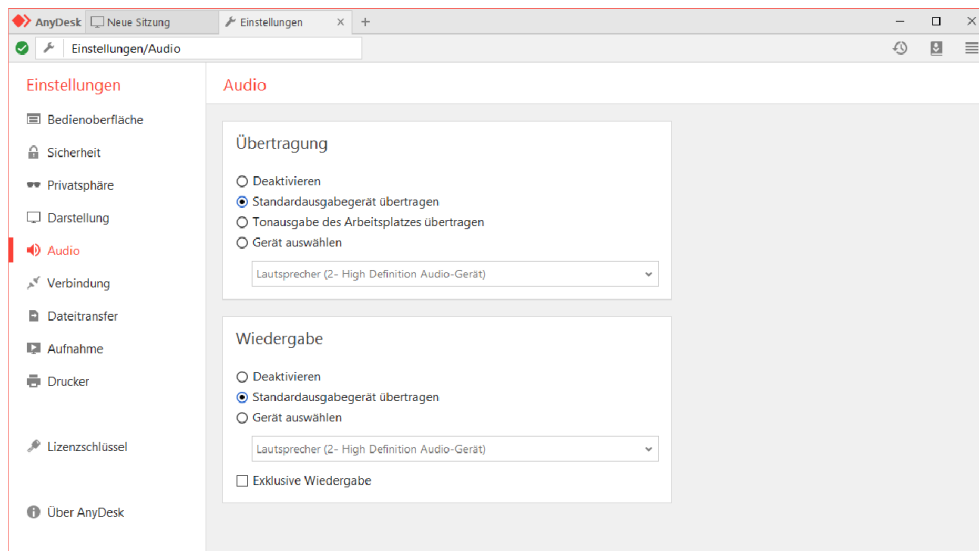 AnyDesk Neue Sitzung Einstellungen
Einstellungen/Audio
Einstellungen
Bedienoberfläche
Sicherheit
Privatsphäre
Darstellung
Audio
Verbindung
Dateitransfer
Aufnahme
Drucker
Lizenzschlüssel
Über AnyDesk
Audio
Übertragung
Deaktivieren
Standardausgabegerät übertragen
Tonausgabe des Arbeitsplatzes übertragen
Gerät auswählen
Lautsprecher (2- High Definition Audio-Gerät)
Wiedergabe
Deaktivieren
Standardausgabegerät übertragen
Gerät auswählen
Lautsprecher (2- High Definition Audio-Gerät)
Exklusive Wiedergabe